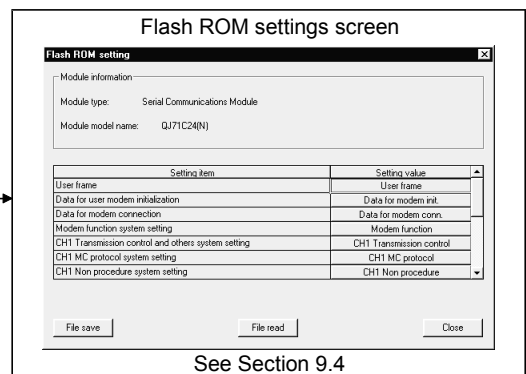 Flash ROM settings screen
Flash ROM setting
Module information
Module type: Serial Communications Module
Module model name: QJ71C24(N)
Setting item Setting value
User frame User frame
Data for user modem initialization Data for modem init.
Data for modem connection Data for modem conn.
Modem function system setting Modem function
CH1 Transmission control and others system setting CH1 Transmission control
CH1 MC protocol system setting CH1 MC protocol
CH1 Non procedure system setting CH1 Non procedure
File save File read Close
See Section 9.4